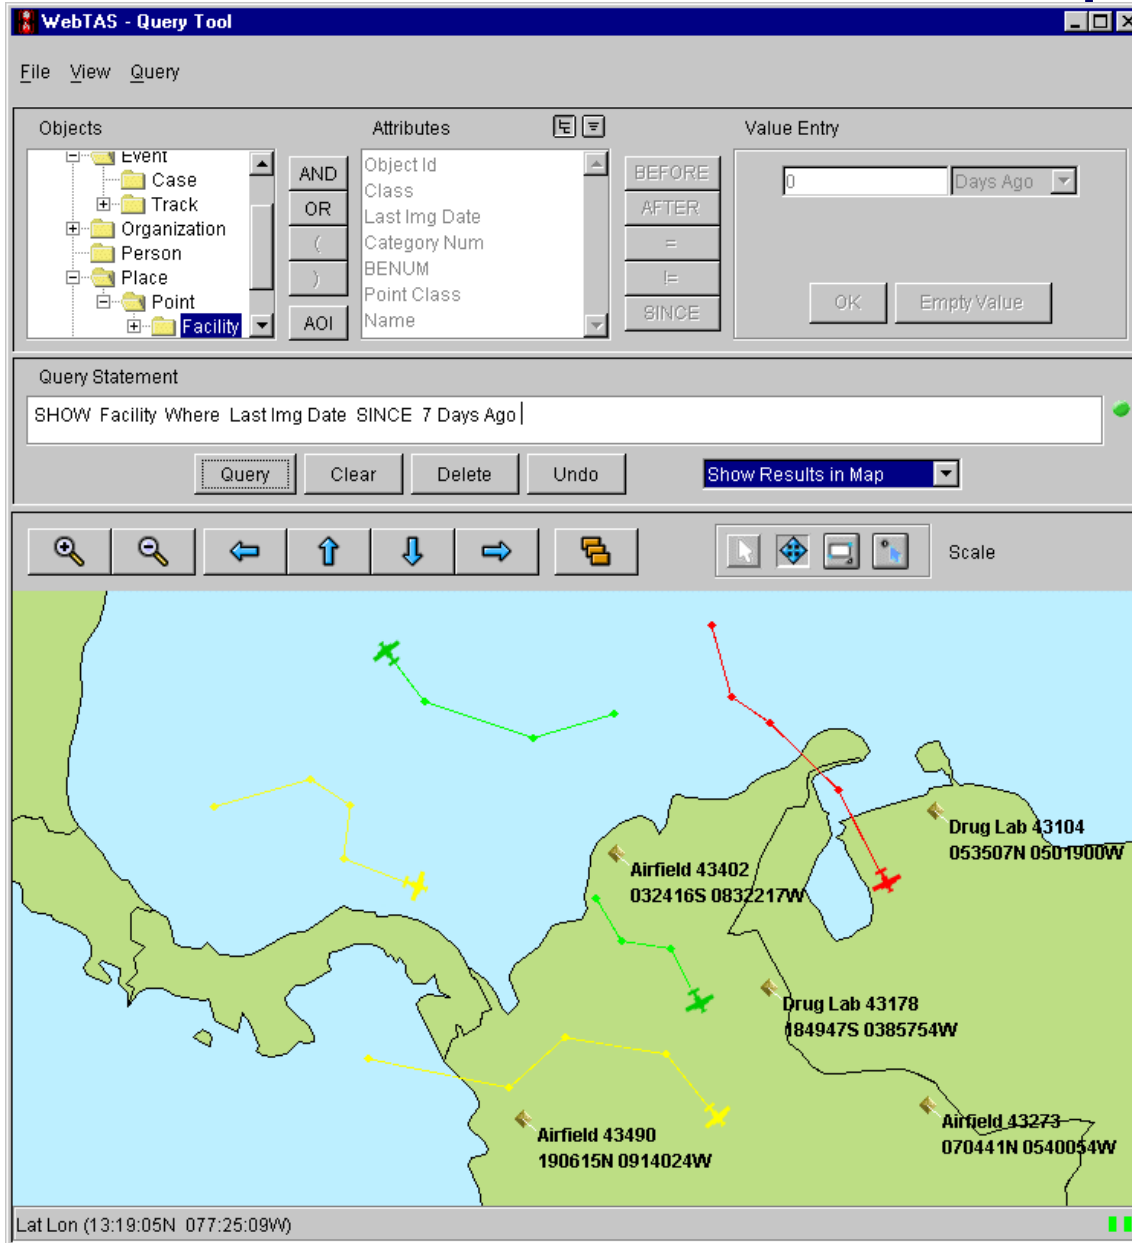 WebTAS - Query Tool
File View Query
Objects
Attributes
Value Entry
Event
Case
Track
Organization
Person
Place
Point
Facility
AND
OR
(
)
AOI
Object Id
Class
Last Img Date
Category Num
BENUM
Point Class
Name
BEFORE
AFTER
=
!=
SINCE
0
Days Ago
OK
Empty Value
Query Statement
SHOW Facility Where Last Img Date SINCE 7 Days Ago
Query
Clear
Delete
Undo
Show Results in Map
Scale
Drug Lab 43104
053507N 0501900W
Airfield 43402
032416S 0832217W
Drug Lab 43178
184947S 0385754W
Airfield 43273
070441N 0540054W
Airfield 43490
190615N 0914024W
Lat Lon (13:19:05N 077:25:09W)